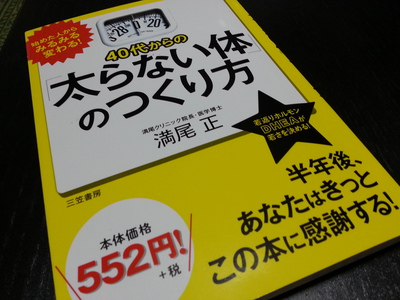 始めた人から
みるみる
変わる!
28 0 20
40代からの
「太らない体」
のつくり方
満尾クリニック院長・医学博士
満尾 正
若返りホルモン
DHEAが
若さを決める!
三笠書房
半年後、
あなたはきっと
この本に感謝する!
本体価格
552円!
+税